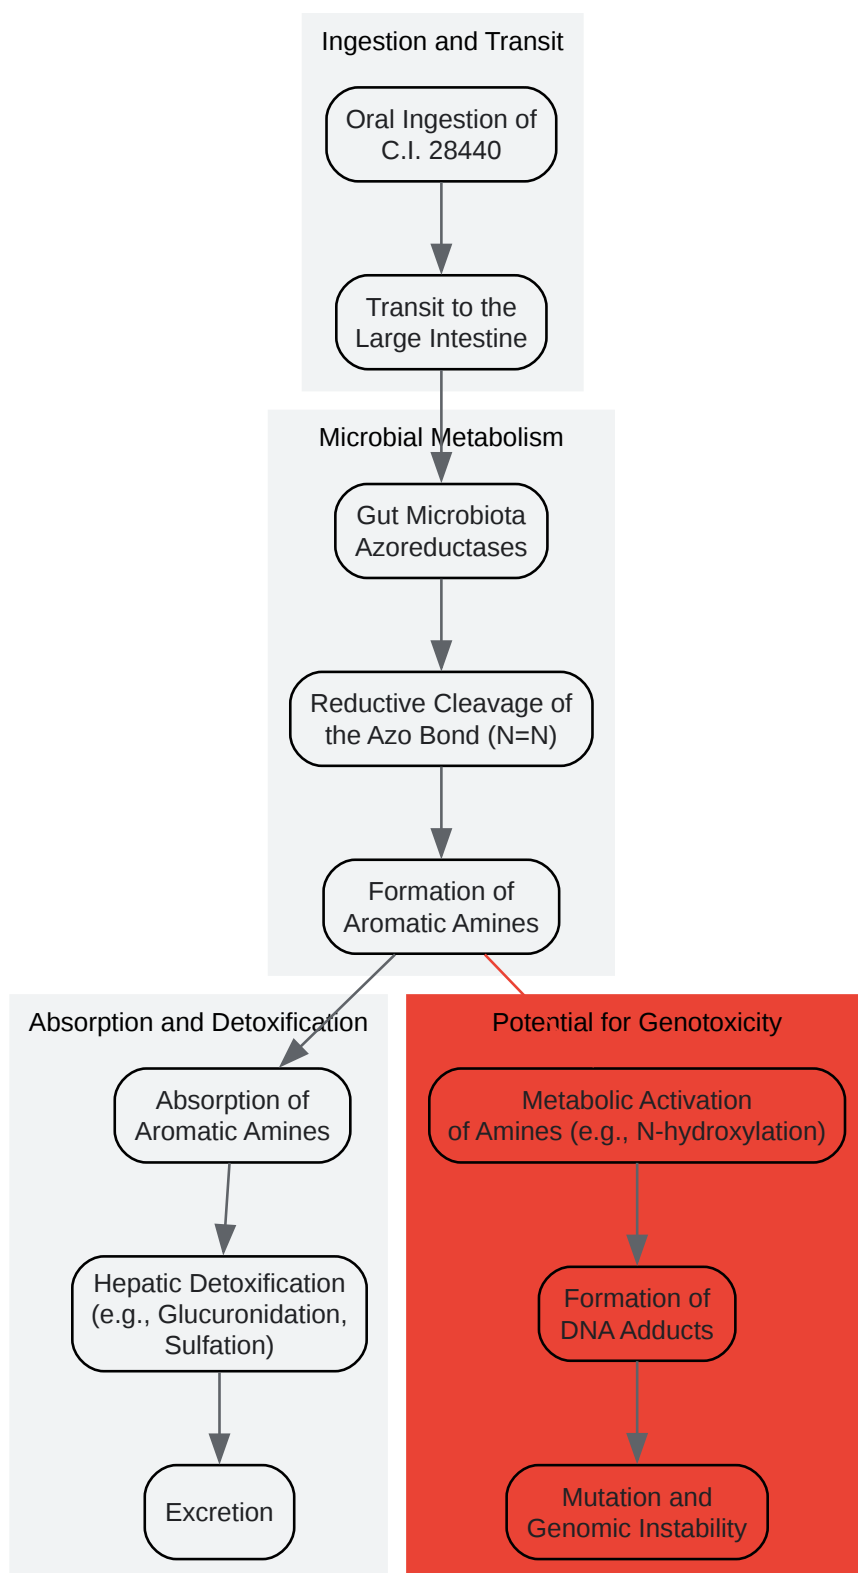 Ingestion and Transit
Oral Ingestion of
C.I. 28440
Transit to the
Large Intestine
Microbial Metabolism
Gut Microbiota
Azoreductases
Reductive Cleavage of
the Azo Bond (N=N)
Formation of
Aromatic Amines
Absorption and Detoxification
Absorption of
Aromatic Amines
Hepatic Detoxification
(e.g., Glucuronidation,
Sulfation)
Excretion
Potential for Genotoxicity
Metabolic Activation
of Amines (e.g., N-hydroxylation)
Formation of
DNA Adducts
Mutation and
Genomic Instability